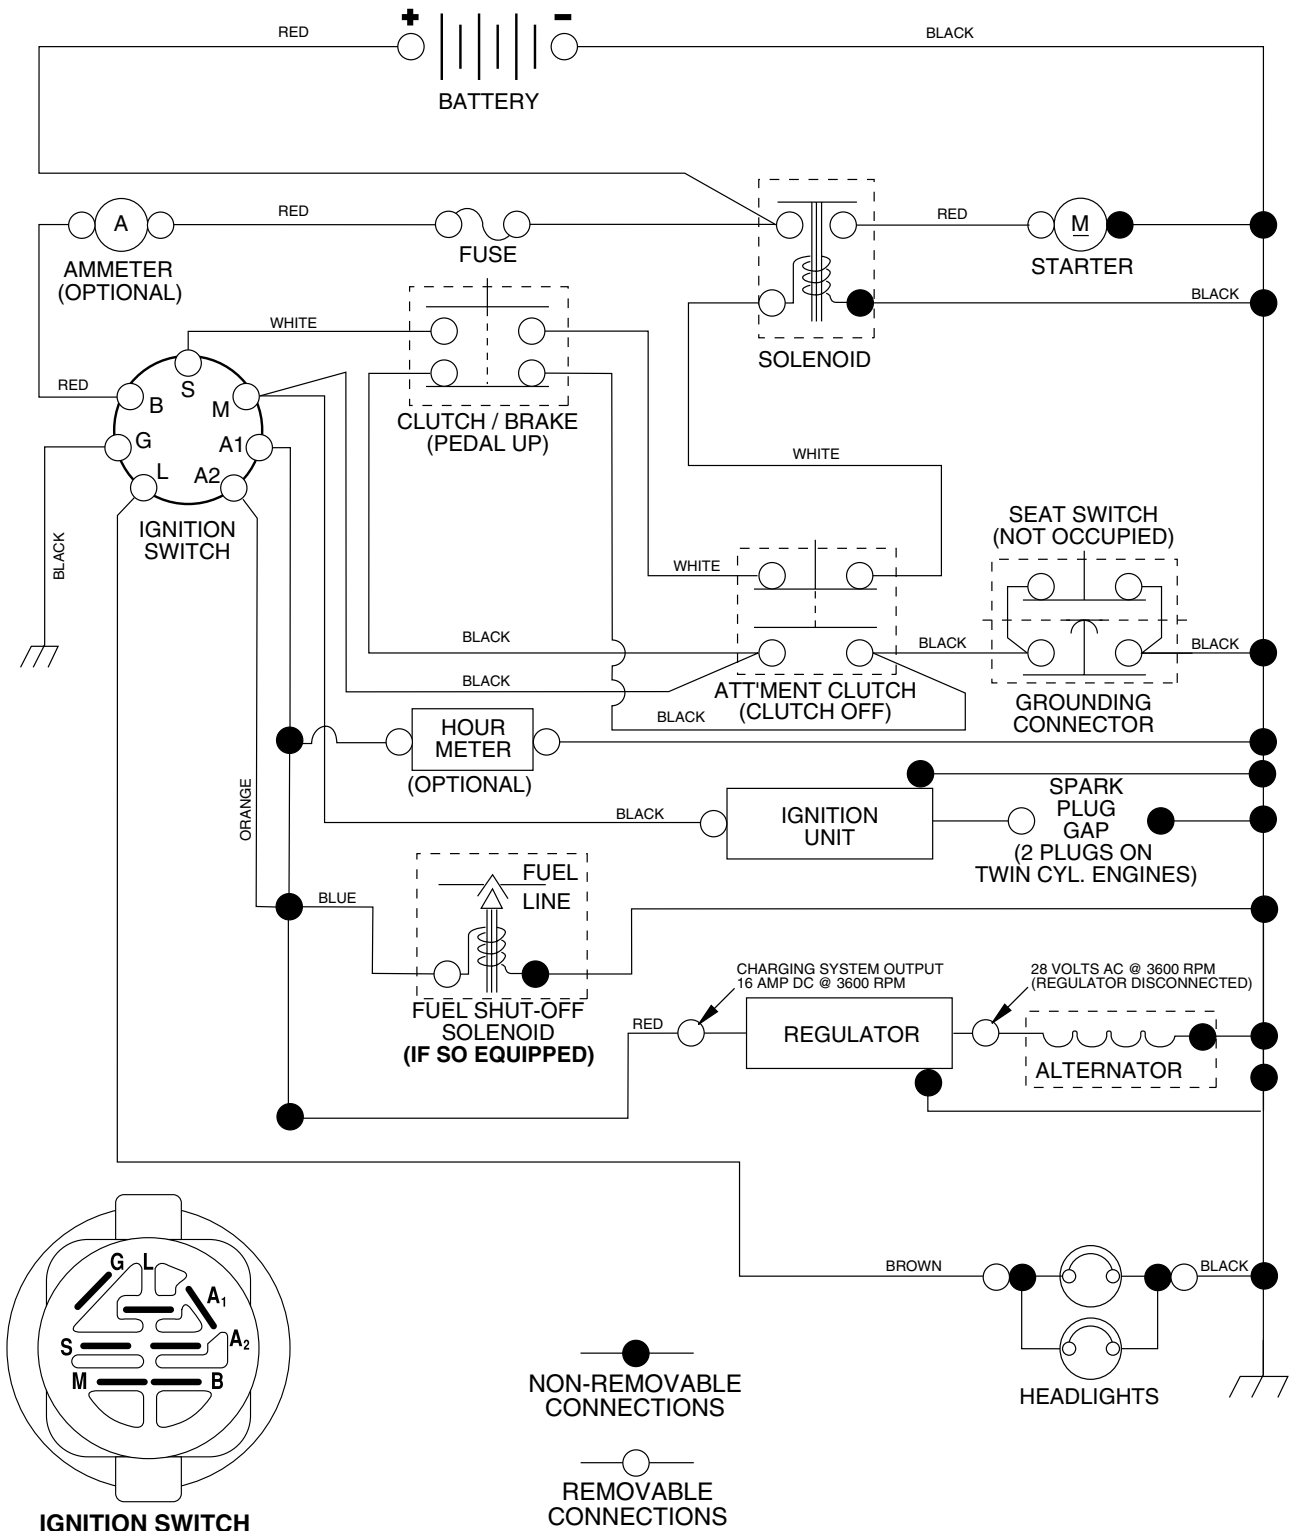 RED
+
-
BLACK
BATTERY
A
RED
FUSE
AMMETER
(OPTIONAL)
SOLENOID
RED
M
STARTER
BLACK
WHITE
CLUTCH / BRAKE
(PEDAL UP)
RED
S
B
M
G
A1
L
A2
IGNITION
SWITCH
BLACK
WHITE
SEAT SWITCH
(NOT OCCUPIED)
WHITE
BLACK
BLACK
BLACK
BLACK
BLACK
ATT'MENT CLUTCH
(CLUTCH OFF)
GROUNDING
CONNECTOR
HOUR
METER
(OPTIONAL)
ORANGE
BLACK
IGNITION
UNIT
SPARK
PLUG
GAP
(2 PLUGS ON
TWIN CYL. ENGINES)
BLUE
FUEL
LINE
FUEL SHUT-OFF
SOLENOID
(IF SO EQUIPPED)
CHARGING SYSTEM OUTPUT
16 AMP DC @ 3600 RPM
28 VOLTS AC @ 3600 RPM
(REGULATOR DISCONNECTED)
RED
REGULATOR
ALTERNATOR
BROWN
BLACK
HEADLIGHTS
G
L
A1
S
A2
M
B
IGNITION SWITCH
NON-REMOVABLE
CONNECTIONS
REMOVABLE
CONNECTIONS